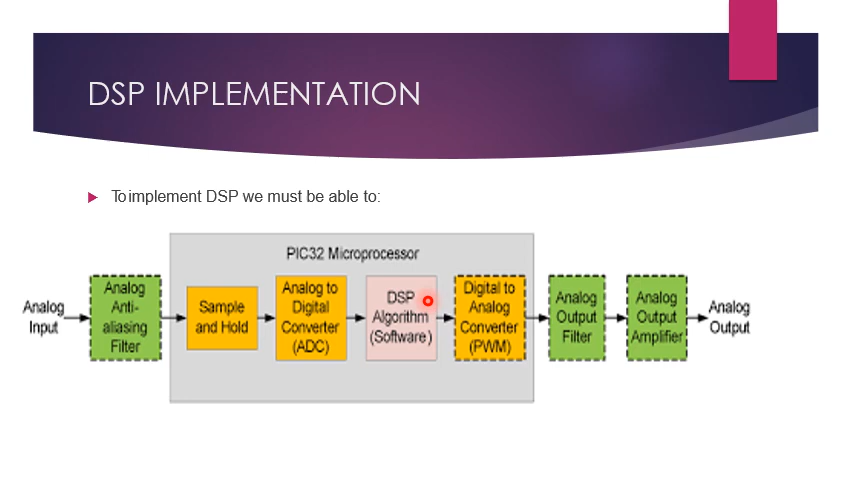 DSP IMPLEMENTATION
To implement DSP we must be able to:
PIC32 Microprocessor
Analog
Input
Analog
Anti-
aliasing
Filter
Sample
and Hold
Analog to
Digital
Converter
(ADC)
DSP
Algorithm
(Software)
Digital to
Analog
Converter
(PWM)
Analog
Output
Filter
Analog
Output
Amplifier
Analog
Output